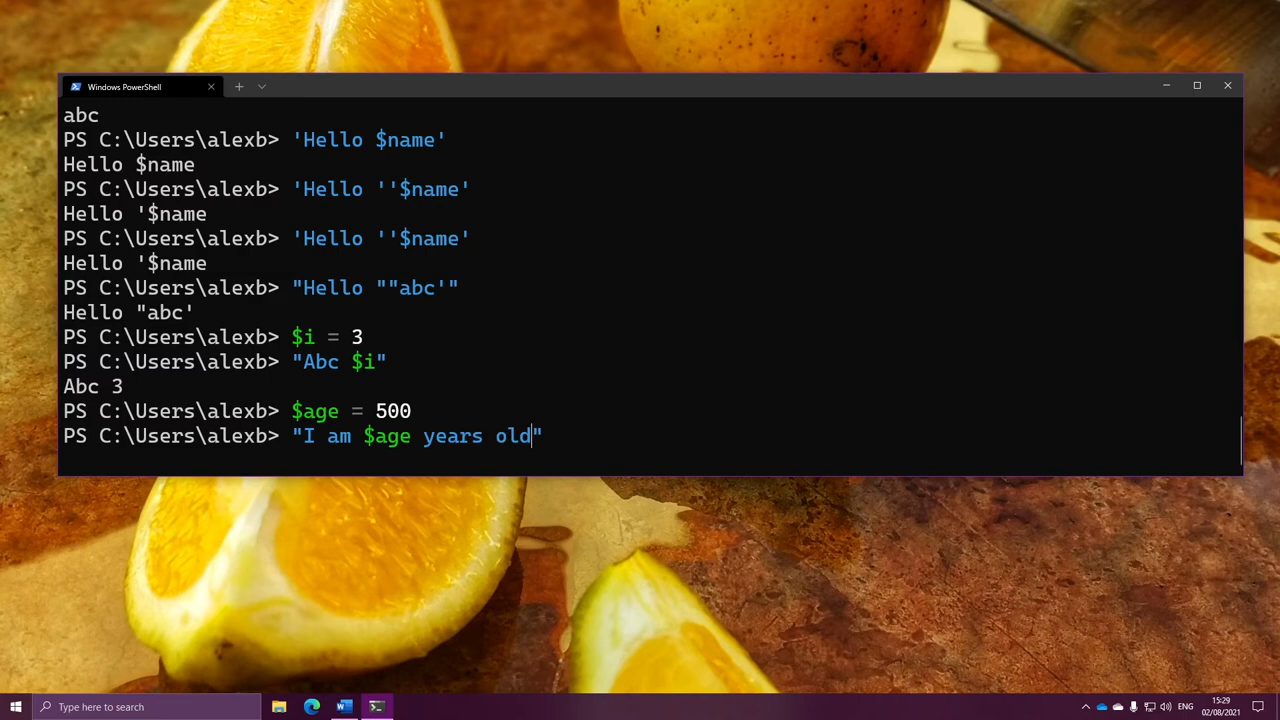 Windows PowerShell
abc
PS C:\Users\alexb> 'Hello $name'
Hello $name
PS C:\Users\alexb> 'Hello ''$name'
Hello '$name
PS C:\Users\alexb> 'Hello ''$name'
Hello '$name
PS C:\Users\alexb> "Hello ""abc'"
Hello "abc'
PS C:\Users\alexb> $i = 3
PS C:\Users\alexb> "Abc $i"
Abc 3
PS C:\Users\alexb> $age = 500
PS C:\Users\alexb> "I am $age years old"
Type here to search
ENG
15:29
02/08/2021